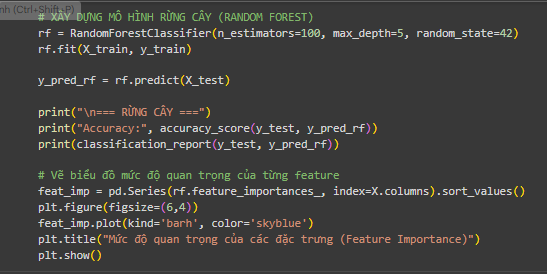 nh (Ctrl+Shift+P)
# XÂY DỰNG MÔ HÌNH RỪNG CÂY (RANDOM FOREST)
rf = RandomForestClassifier(n_estimators=100, max_depth=5, random_state=42)
rf.fit(X_train, y_train)
y_pred_rf = rf.predict(X_test)
print("\n=== RỪNG CÂY ===")
print("Accuracy:", accuracy_score(y_test, y_pred_rf))
print(classification_report(y_test, y_pred_rf))
# Vẽ biểu đồ mức độ quan trọng của từng feature
feat_imp = pd.Series(rf.feature_importances_, index=X.columns).sort_values()
plt.figure(figsize=(6,4))
feat_imp.plot(kind='barh', color='skyblue')
plt.title("Mức độ quan trọng của các đặc trưng (Feature Importance)")
plt.show()